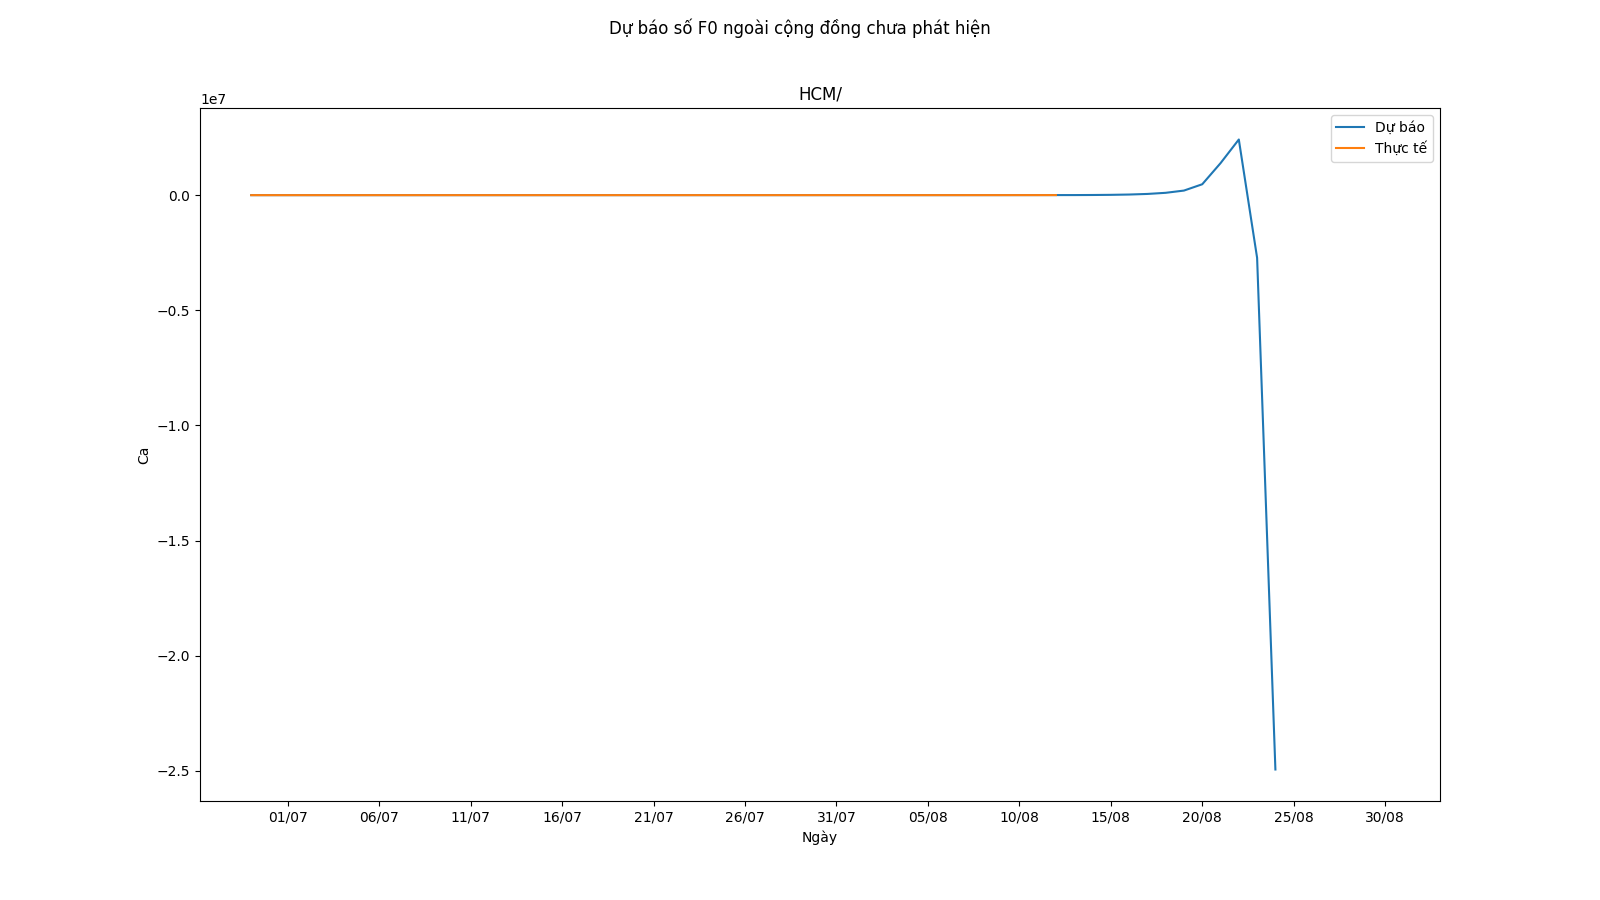 Dự báo số F0 ngoài cộng đồng chưa phát hiện
HCM/
1e7
Dự báo
Thực tế
0.0
−0.5
−1.0
−1.5
−2.0
−2.5
Ca
01/07 06/07 11/07 16/07 21/07 26/07 31/07 05/08 10/08 15/08 20/08 25/08 30/08
Ngày